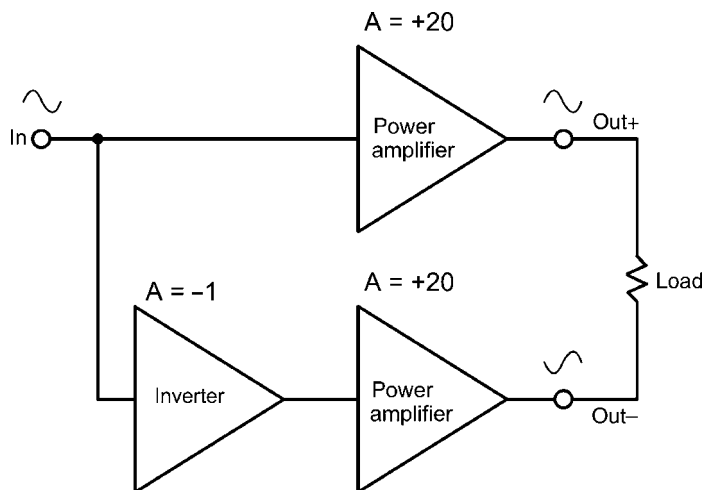 A = +20
In
Power
amplifier
Out+
Load
A = –1
A = +20
Inverter
Power
amplifier
Out–